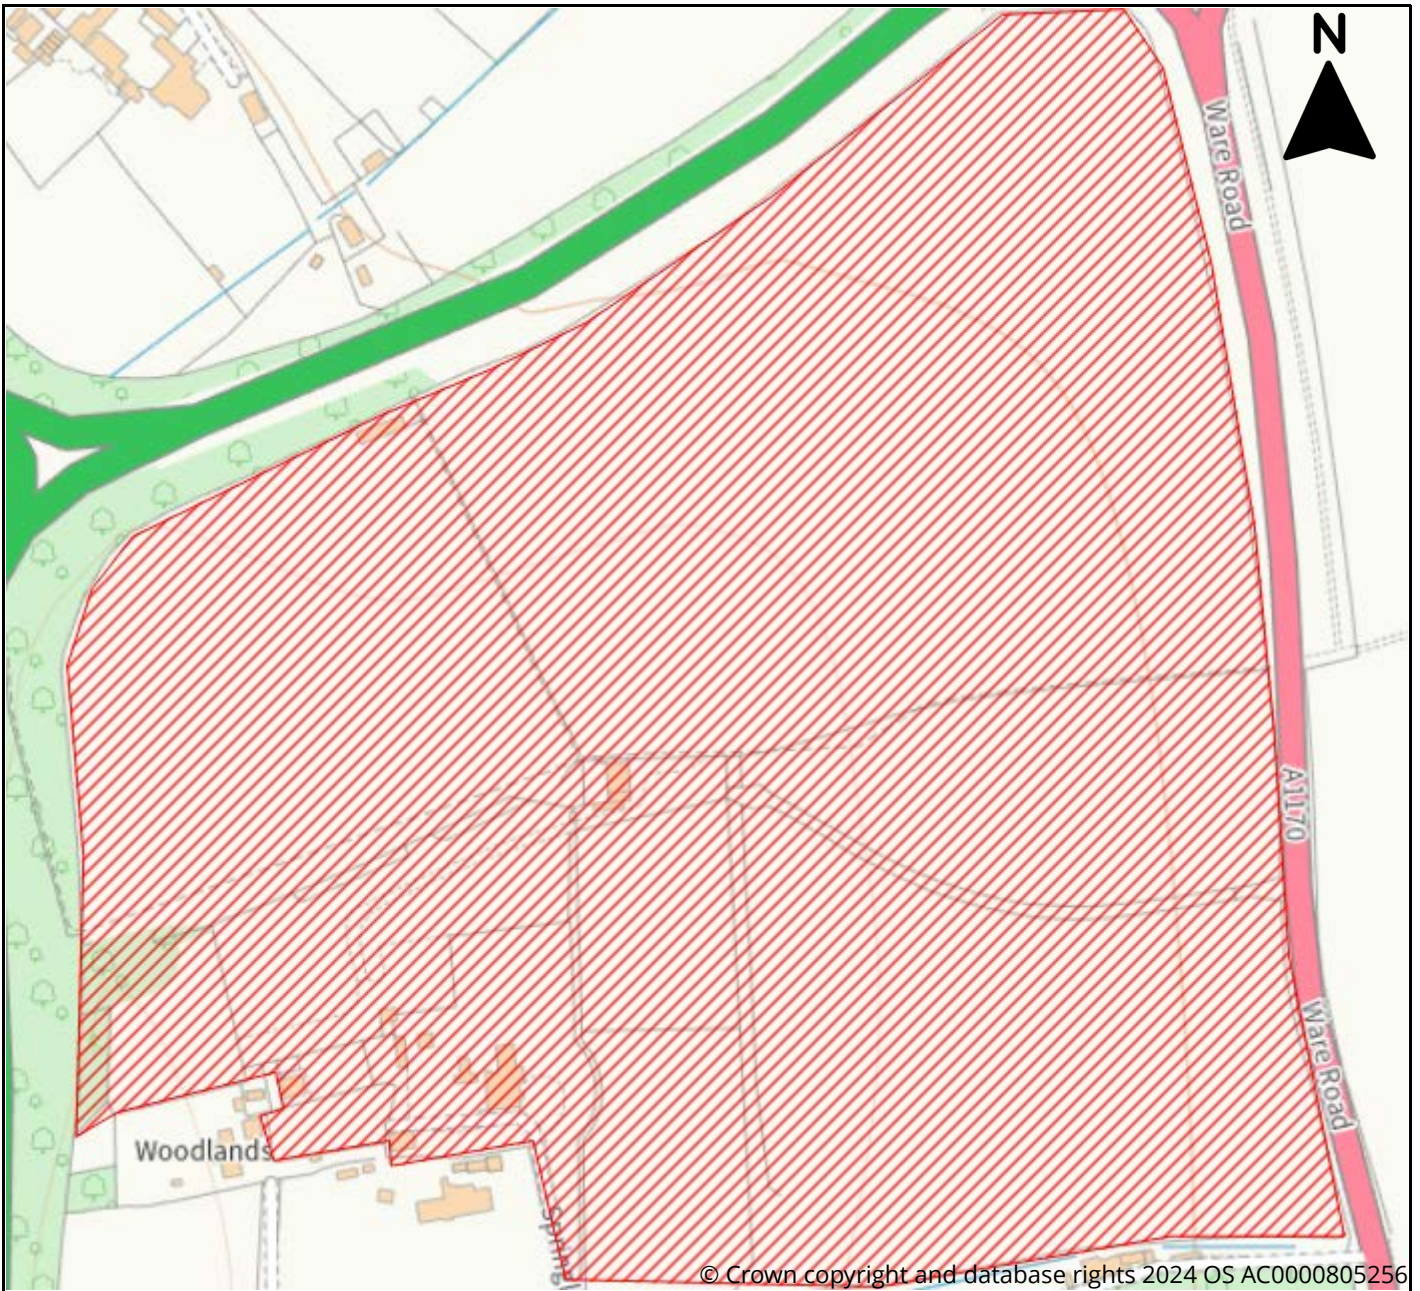 N
Ware Road
A1170
Ware Road
Woodlands
© Crown copyright and database rights 2024 OS AC0000805256